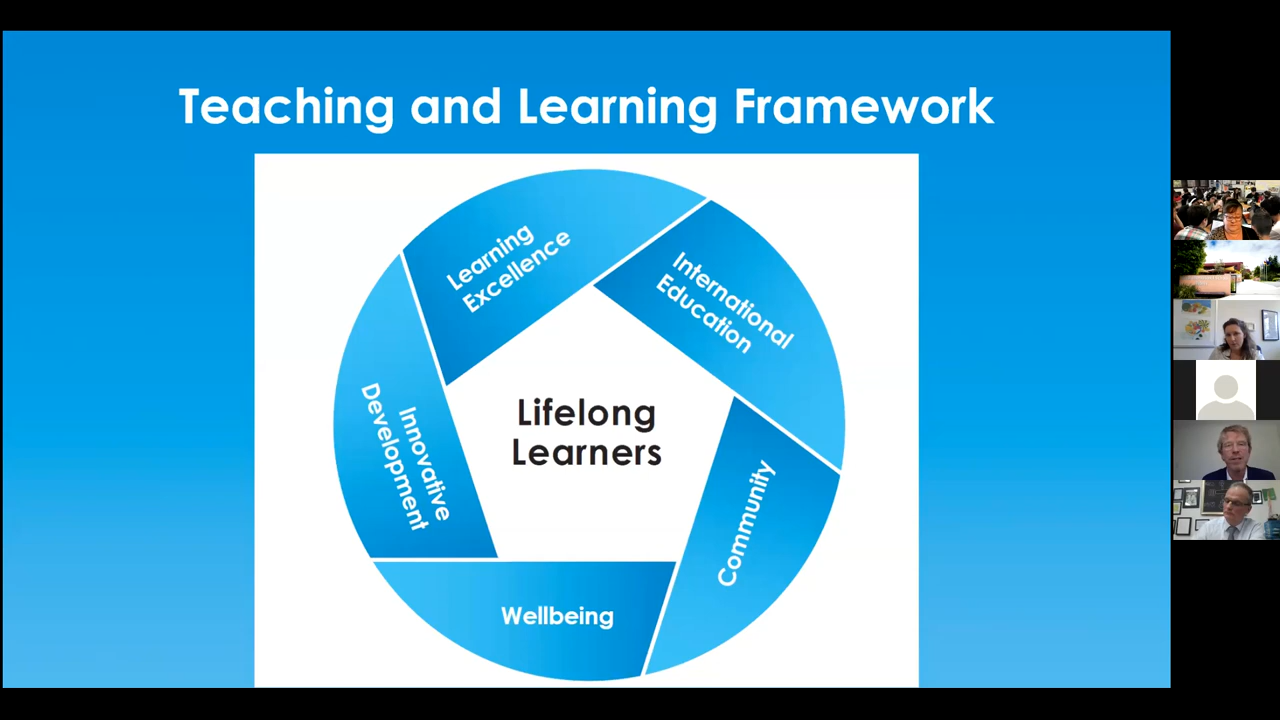 Teaching and Learning Framework
Learning
Excellence
International
Education
Lifelong
Learners
Innovative
Development
Community
Wellbeing